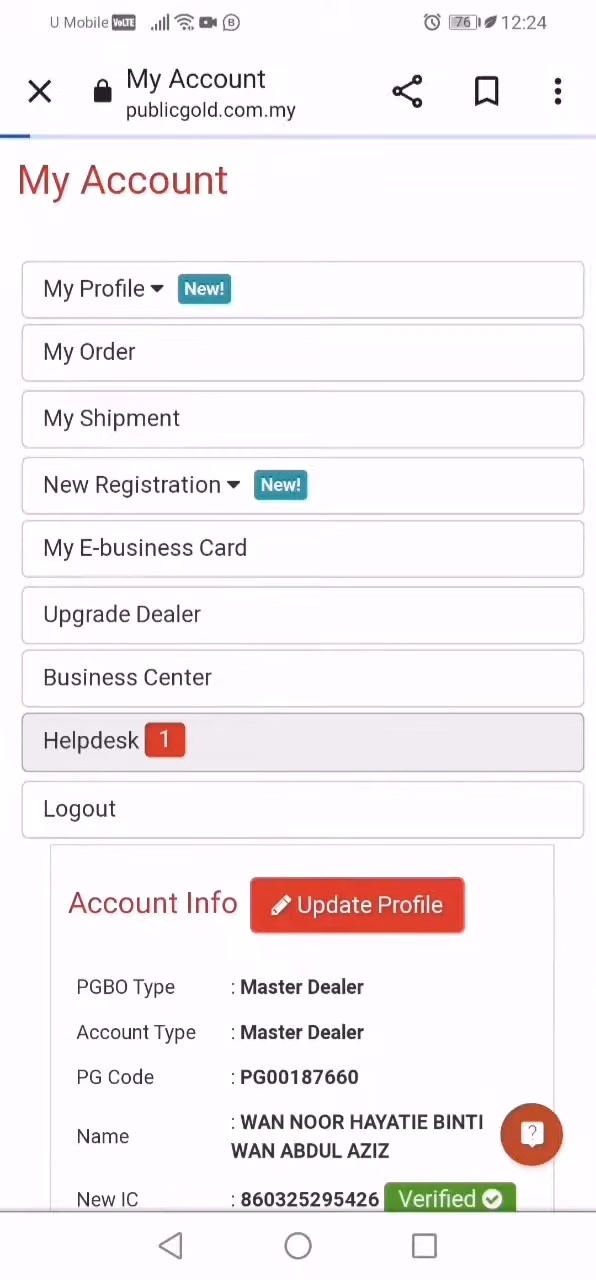 U Mobile VoLTE B 76 12:24
My Account
publicgold.com.my
My Account
My Profile New!
My Order
My Shipment
New Registration New!
My E-business Card
Upgrade Dealer
Business Center
Helpdesk 1
Logout
Account Info Update Profile
PGBO Type : Master Dealer
Account Type : Master Dealer
PG Code : PG00187660
Name : WAN NOOR HAYATIE BINTI
WAN ABDUL AZIZ
New IC : 860325295426 Verified